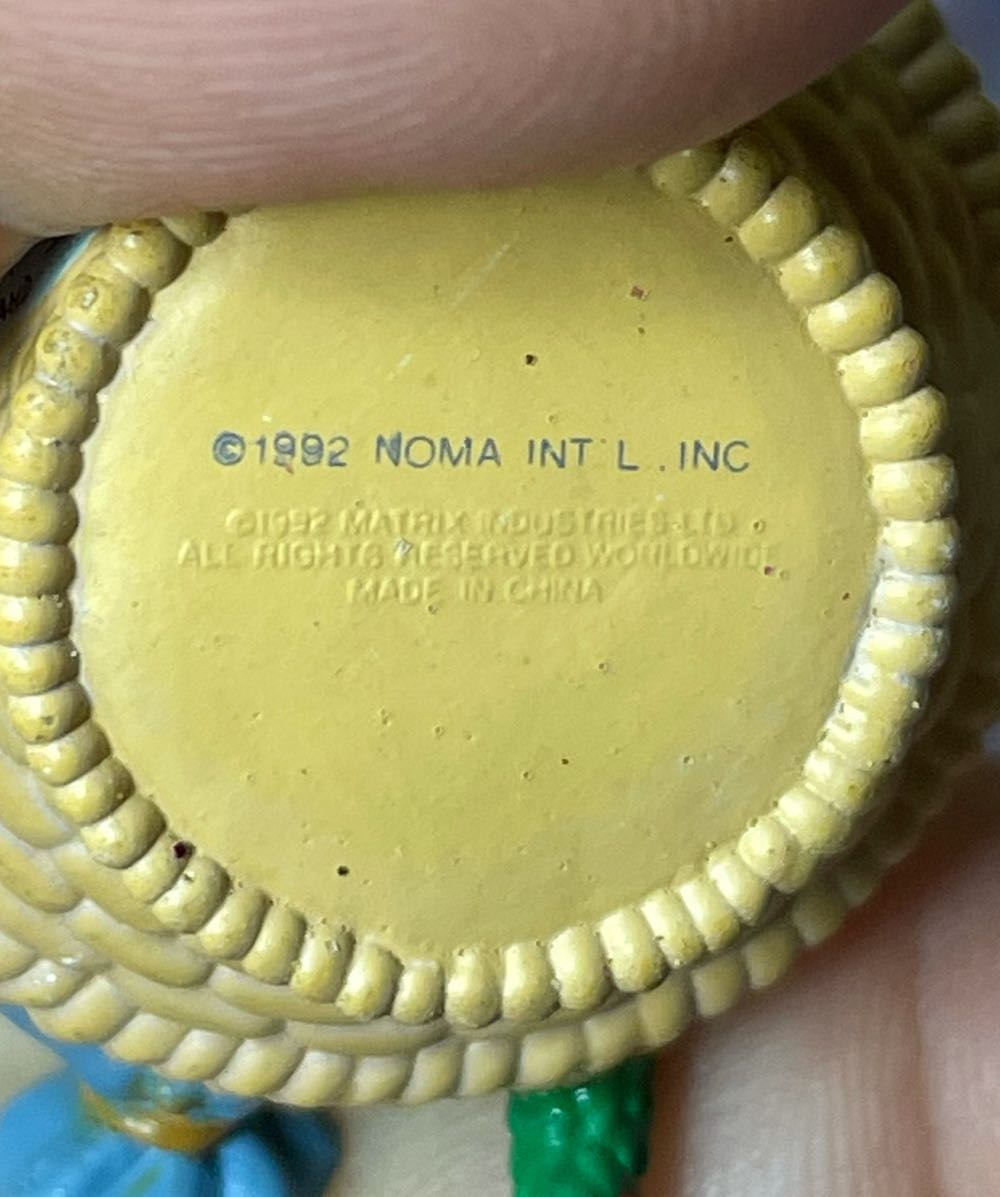 ©1992 NOMA INT'L . INC
©1992 MATRIX INDUSTRIES LTD.
ALL RIGHTS RESERVED WORLDWIDE
MADE IN CHINA